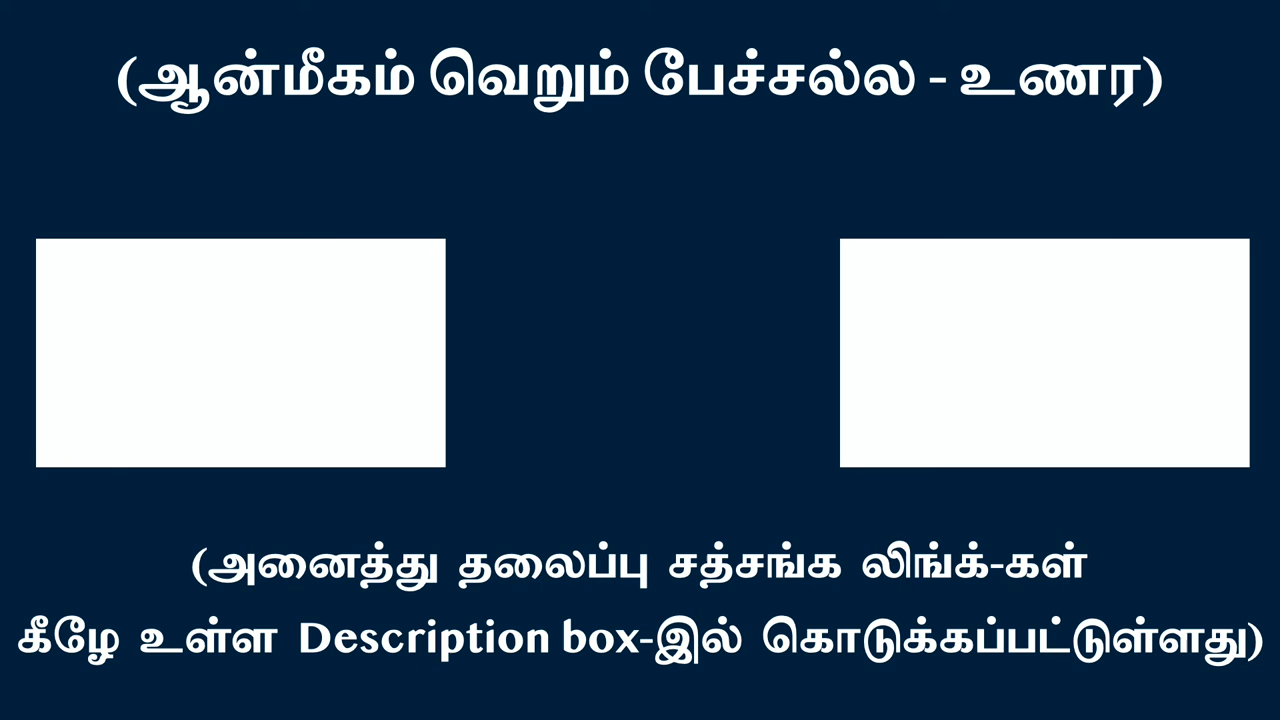 (ஆன்மீகம் வெறும் பேச்சல்ல - உணர)
(அனைத்து தலைப்பு சத்சங்க லிங்க்-கள்
கீழே உள்ள Description box-இல் கொடுக்கப்பட்டுள்ளது)